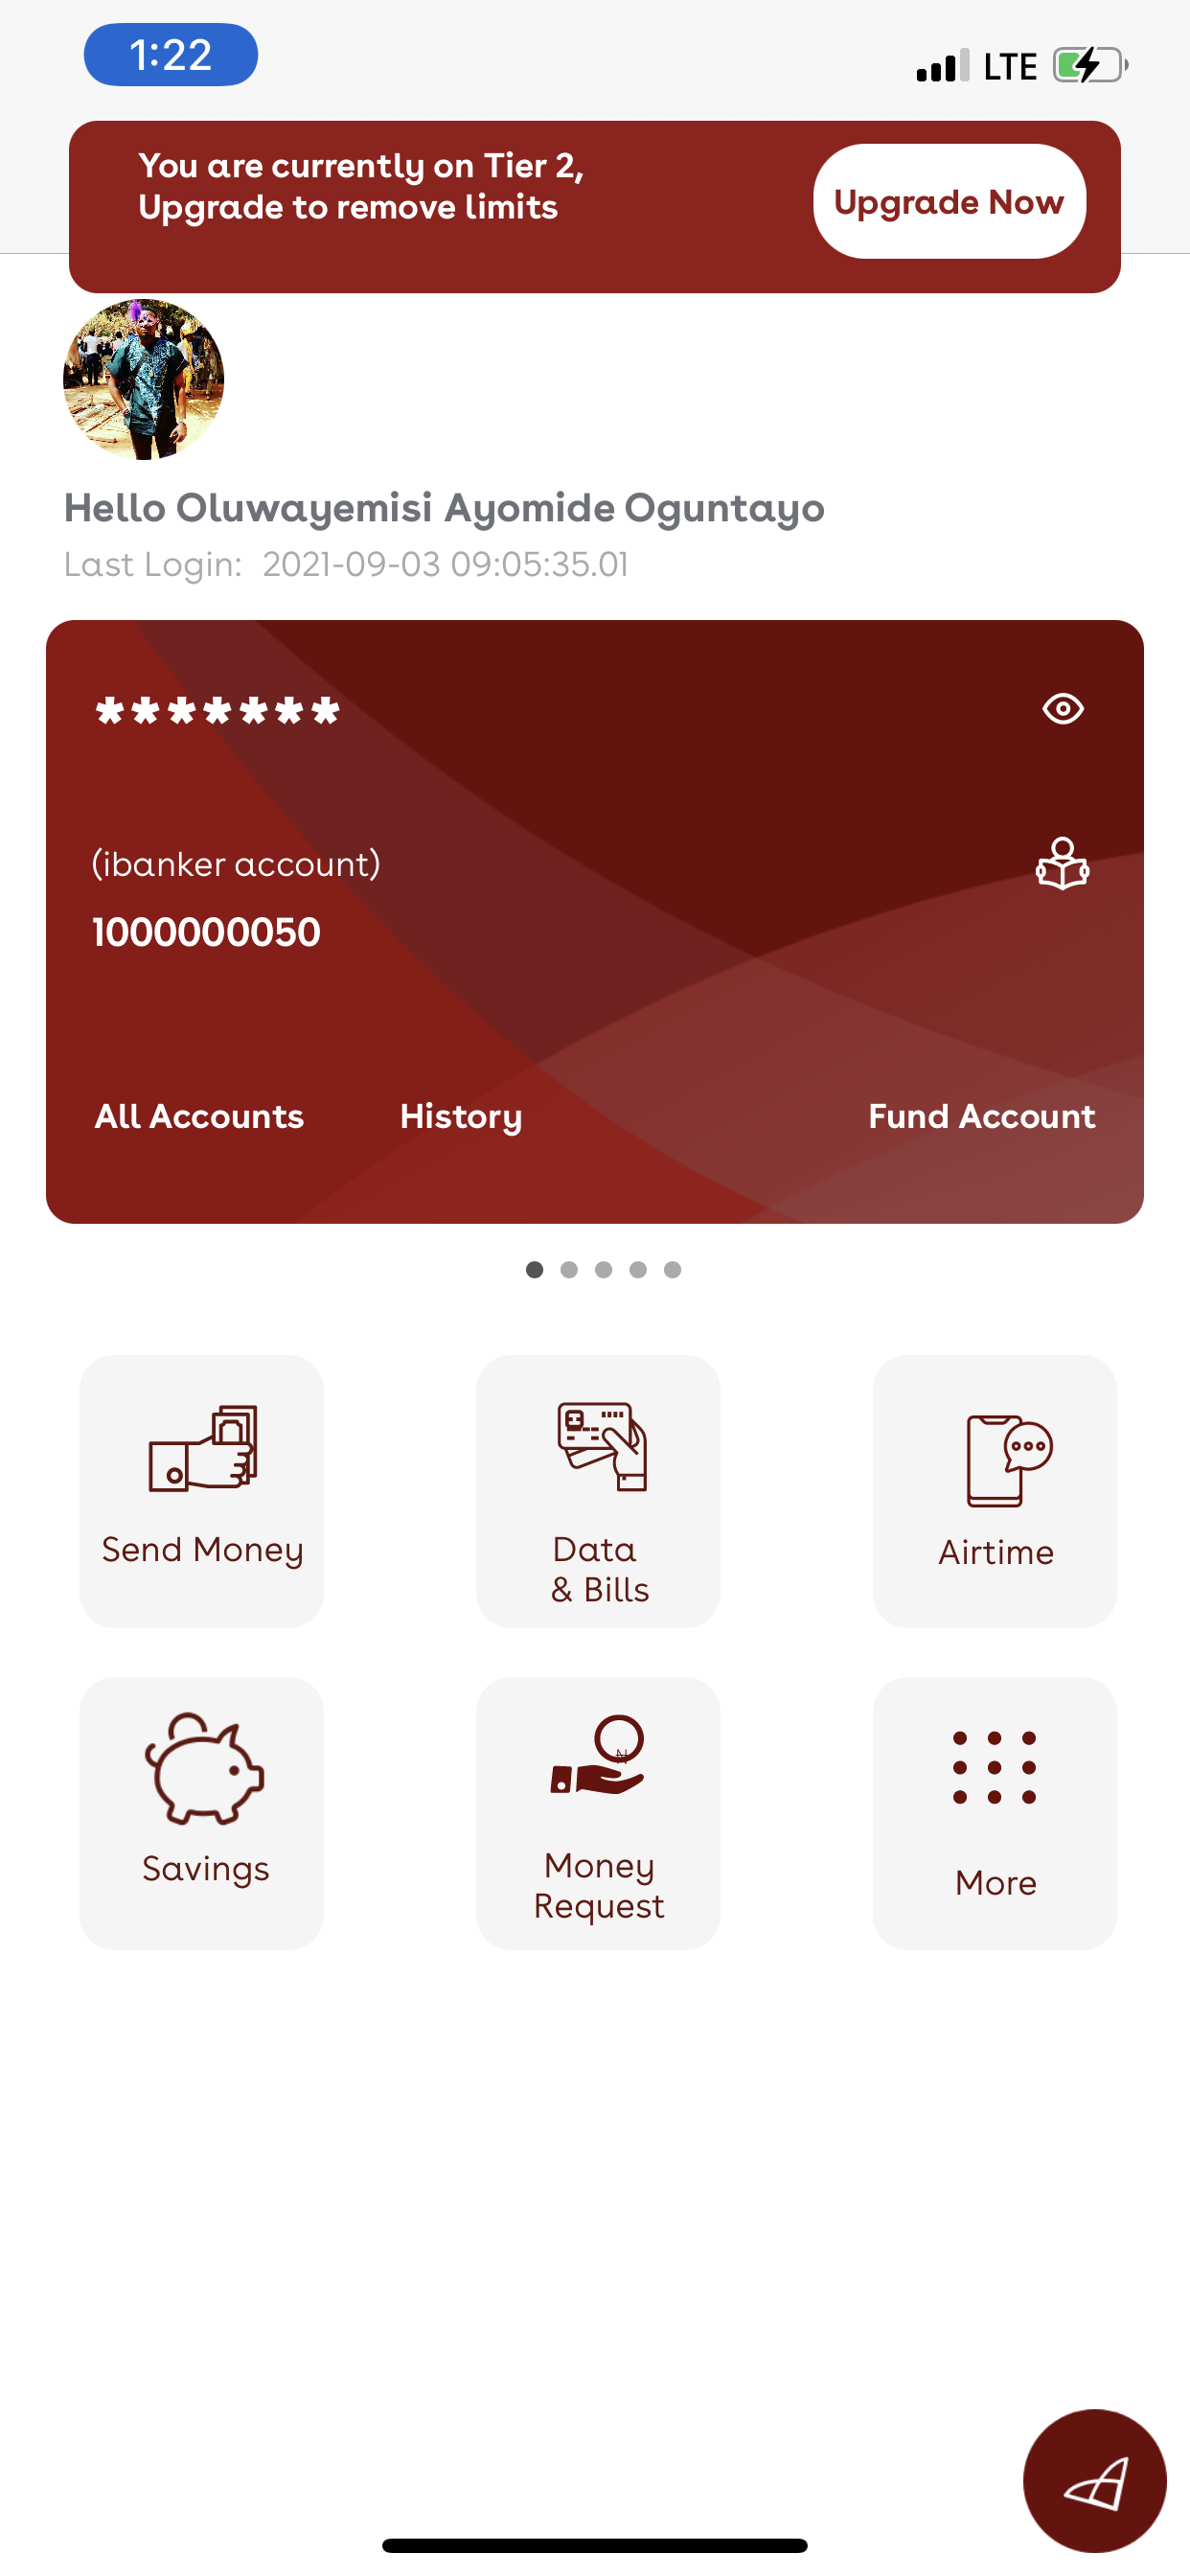 1:22
LTE
You are currently on Tier 2,
Upgrade to remove limits
Upgrade Now
Hello Oluwayemisi Ayomide Oguntayo
Last Login: 2021-09-03 09:05:35.01
*******
(ibanker account)
1000000050
All Accounts History Fund Account
Send Money
Data
& Bills
Airtime
Savings
₦
Money
Request
More